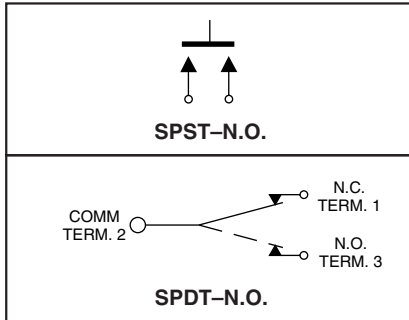 SPST–N.O.
COMM
TERM. 2
N.C.
TERM. 1
N.O.
TERM. 3
SPDT–N.O.